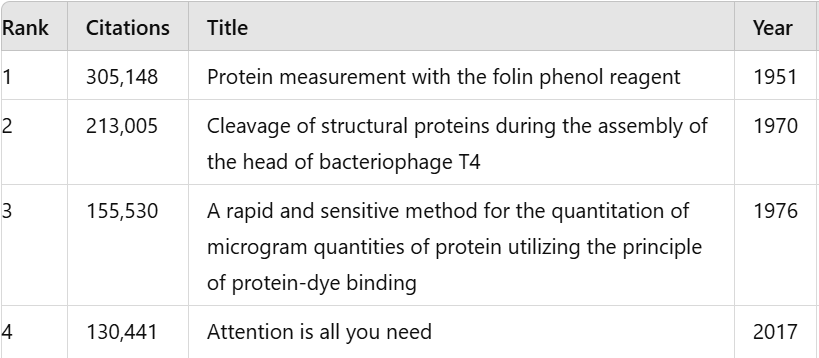 Rank Citations Title Year
1 305,148 Protein measurement with the folin phenol reagent 1951
2 213,005 Cleavage of structural proteins during the assembly of 1970
the head of bacteriophage T4
3 155,530 A rapid and sensitive method for the quantitation of 1976
microgram quantities of protein utilizing the principle
of protein-dye binding
4 130,441 Attention is all you need 2017